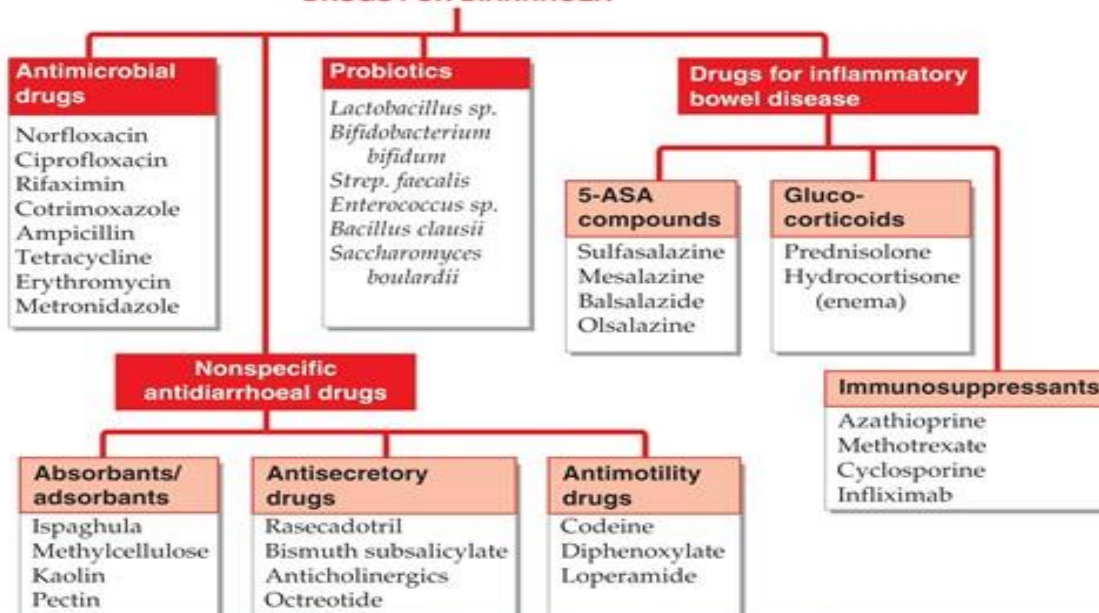 Antimicrobial
drugs
Norfloxacin
Ciprofloxacin
Rifaximin
Cotrimoxazole
Ampicillin
Tetracycline
Erythromycin
Metronidazole
Probiotics
Lactobacillus sp.
Bifidobacterium
bifidum
Strep. faecalis
Enterococcus sp.
Bacillus clausii
Saccharomyces
boulardii
Drugs for inflammatory
bowel disease
5-ASA
compounds
Sulfasalazine
Mesalazine
Balsalazide
Olsalazine
Gluco-
corticoids
Prednisolone
Hydrocortisone
(enema)
Immunosuppressants
Azathioprine
Methotrexate
Cyclosporine
Infliximab
Nonspecific
antidiarrhoeal drugs
Absorbants/
adsorbants
Ispaghula
Methylcellulose
Kaolin
Pectin
Antisecretory
drugs
Rasecadotril
Bismuth subsalicylate
Anticholinergics
Octreotide
Antimotility
drugs
Codeine
Diphenoxylate
Loperamide